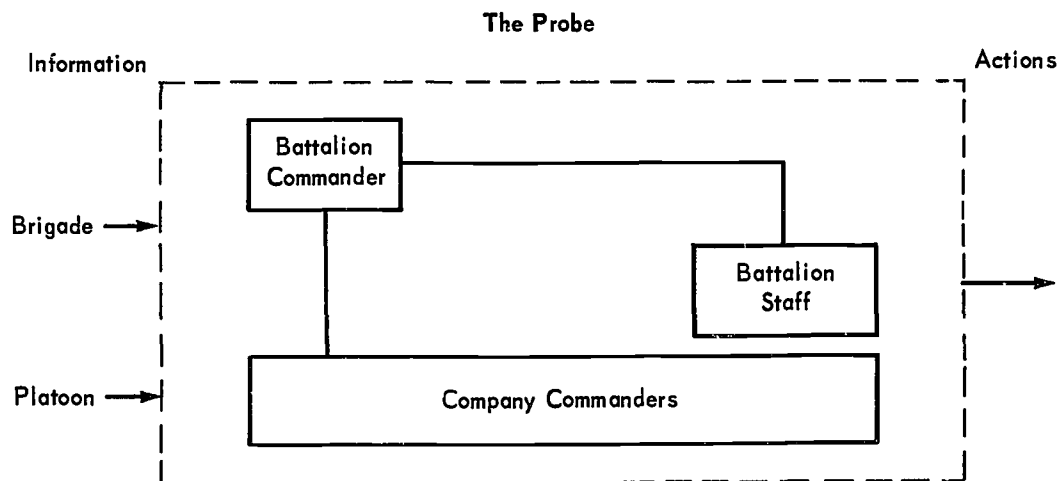 The Probe
Information
Actions
Battalion
Commander
Brigade
Battalion
Staff
Platoon
Company Commanders